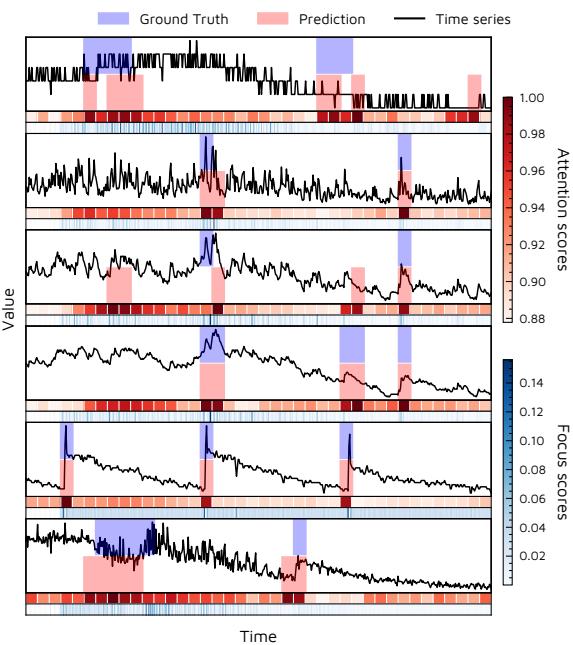 Ground Truth Prediction Time series
Value
Time
1.00
0.98
0.96
0.94
0.92
0.90
0.88
Attention scores
0.14
0.12
0.10
0.08
0.06
0.04
0.02
Focus scores